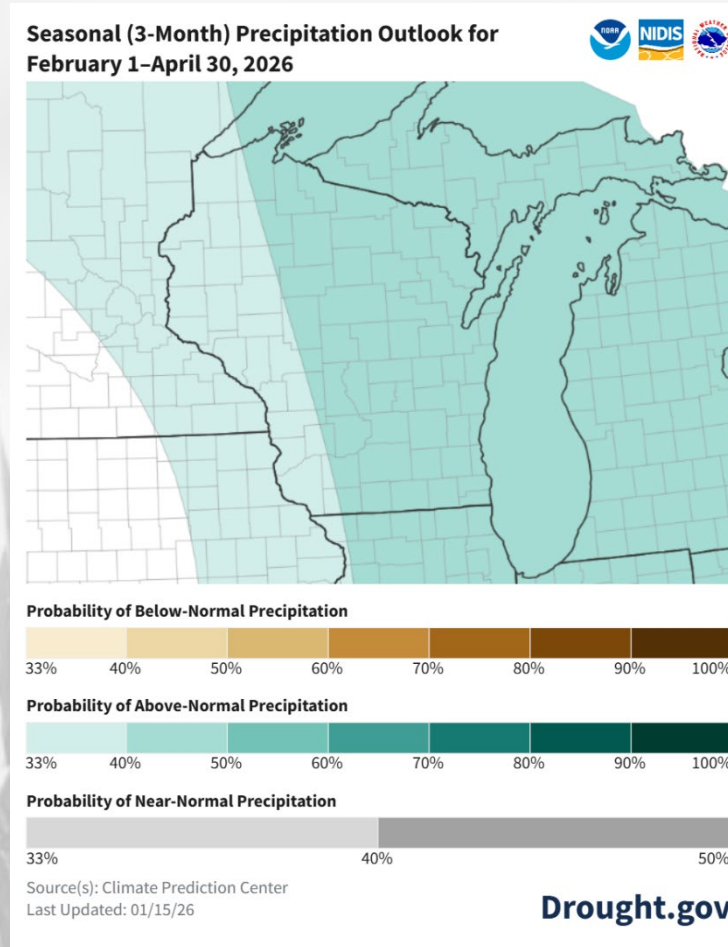 Seasonal (3-Month) Precipitation Outlook for
February 1–April 30, 2026
NOAA
NIDIS
Probability of Below-Normal Precipitation
33% 40% 50% 60% 70% 80% 90% 100%
Probability of Above-Normal Precipitation
33% 40% 50% 60% 70% 80% 90% 100%
Probability of Near-Normal Precipitation
33% 40% 50%
Source(s): Climate Prediction Center
Last Updated: 01/15/26
Drought.gov